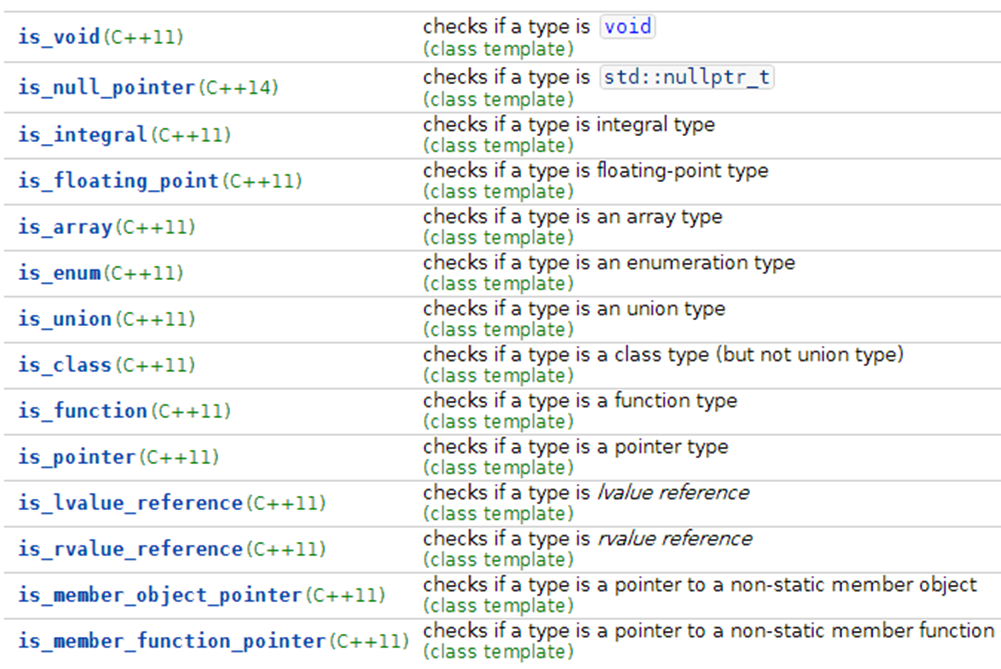 is_void(C++11)
checks if a type is void
(class template)
is_null_pointer(C++14)
checks if a type is std::nullptr_t
(class template)
is_integral(C++11)
checks if a type is integral type
(class template)
is_floating_point(C++11)
checks if a type is floating-point type
(class template)
is_array(C++11)
checks if a type is an array type
(class template)
is_enum(C++11)
checks if a type is an enumeration type
(class template)
is_union(C++11)
checks if a type is an union type
(class template)
is_class(C++11)
checks if a type is a class type (but not union type)
(class template)
is_function(C++11)
checks if a type is a function type
(class template)
is_pointer(C++11)
checks if a type is a pointer type
(class template)
is_lvalue_reference(C++11)
checks if a type is lvalue reference
(class template)
is_rvalue_reference(C++11)
checks if a type is rvalue reference
(class template)
is_member_object_pointer(C++11)
checks if a type is a pointer to a non-static member object
(class template)
is_member_function_pointer(C++11)
checks if a type is a pointer to a non-static member function
(class template)